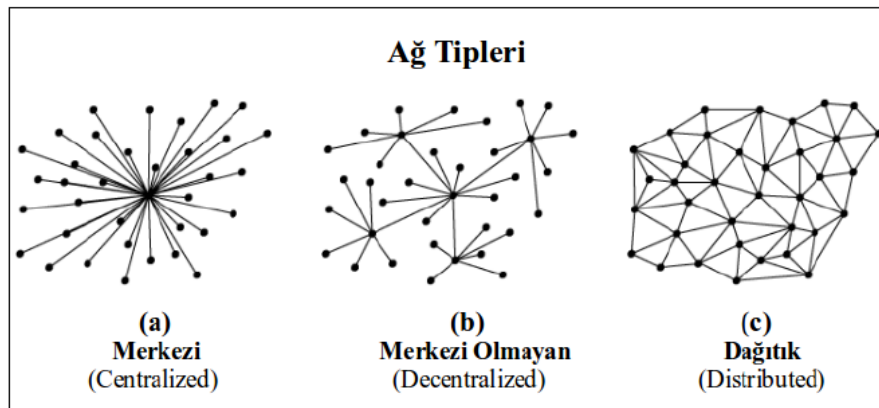 Ağ Tipleri
(a)
Merkezi
(Centralized)
(b)
Merkezi Olmayan
(Decentralized)
(c)
Dağıtık
(Distributed)